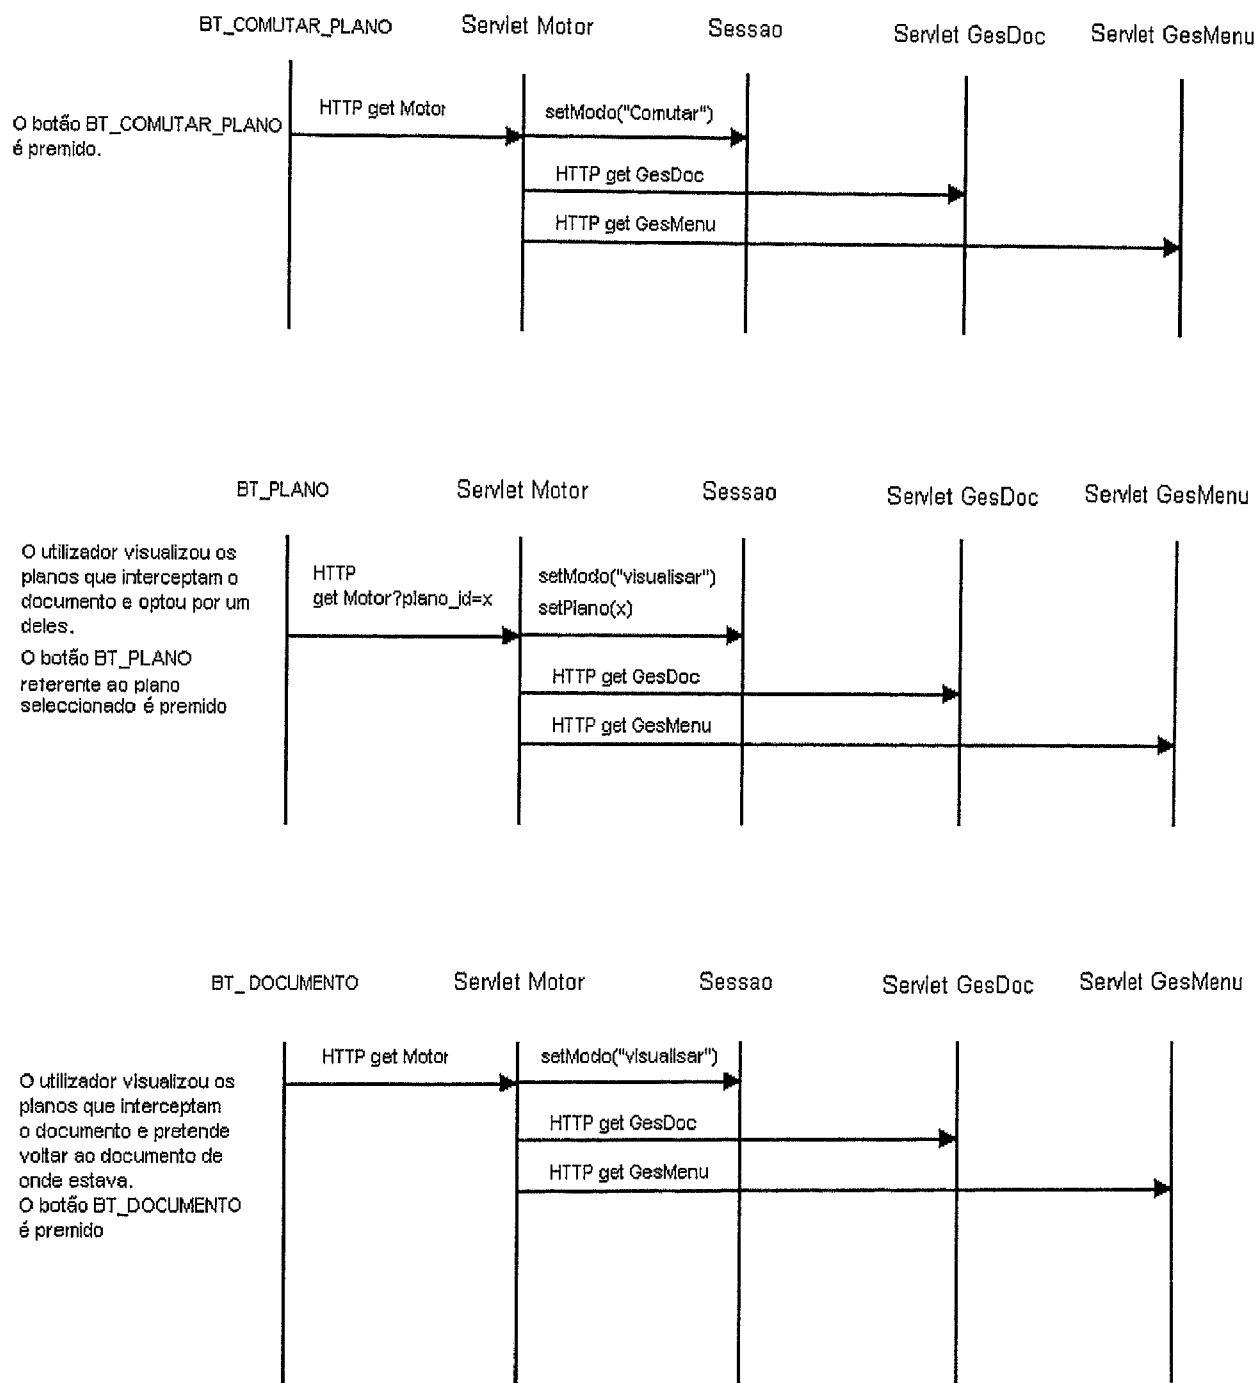 BT_COMUTAR_PLANO
Servlet Motor
Sessao
Servlet GesDoc
Servlet GesMenu
O botão BT_COMUTAR_PLANO
é premido.
HTTP get Motor
setModo("Comutar")
HTTP get GesDoc
HTTP get GesMenu
BT_PLANO
Servlet Motor
Sessao
Servlet GesDoc
Servlet GesMenu
O utilizador visualizou os
planos que interceptam o
documento e optou por um
deles.
O botão BT_PLANO
referente ao plano
seleccionado é premido
HTTP
get Motor?plano_id=x
setModo("visualisar")
setPlano(x)
HTTP get GesDoc
HTTP get GesMenu
BT_DOCUMENTO
Servlet Motor
Sessao
Servlet GesDoc
Servlet GesMenu
O utilizador visualizou os
planos que interceptam
o documento e pretende
voltar ao documento de
onde estava.
O botão BT_DOCUMENTO
é premido
HTTP get Motor
setModo("visualisar")
HTTP get GesDoc
HTTP get GesMenu